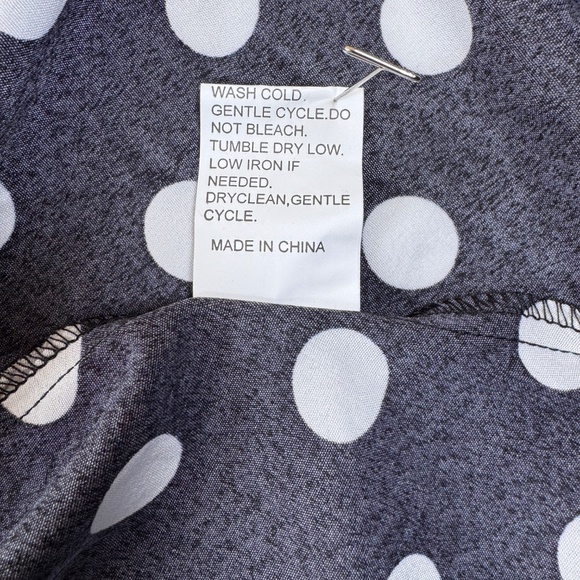 WASH COLD.
GENTLE CYCLE.DO
NOT BLEACH.
TUMBLE DRY LOW.
LOW IRON IF
NEEDED.
DRYCLEAN,GENTLE
CYCLE.
MADE IN CHINA